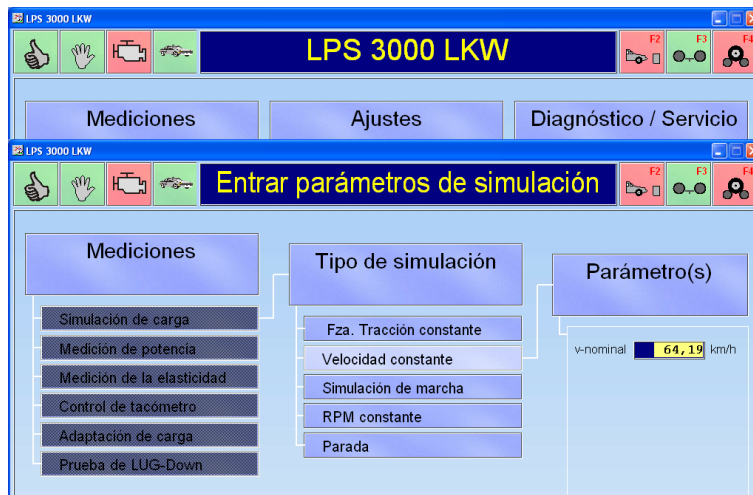 LPS 3000 LKW
LPS 3000 LKW
F2
F3
F4
Mediciones
Ajustes
Diagnóstico / Servicio
LPS 3000 LKW
Entrar parámetros de simulación
F2
F3
F4
Mediciones
Simulación de carga
Medición de potencia
Medición de la elasticidad
Control de tacómetro
Adaptación de carga
Prueba de LUG-Down
Tipo de simulación
Fza. Tracción constante
Velocidad constante
Simulación de marcha
RPM constante
Parada
Parámetro(s)
v-nominal 64,19 km/h